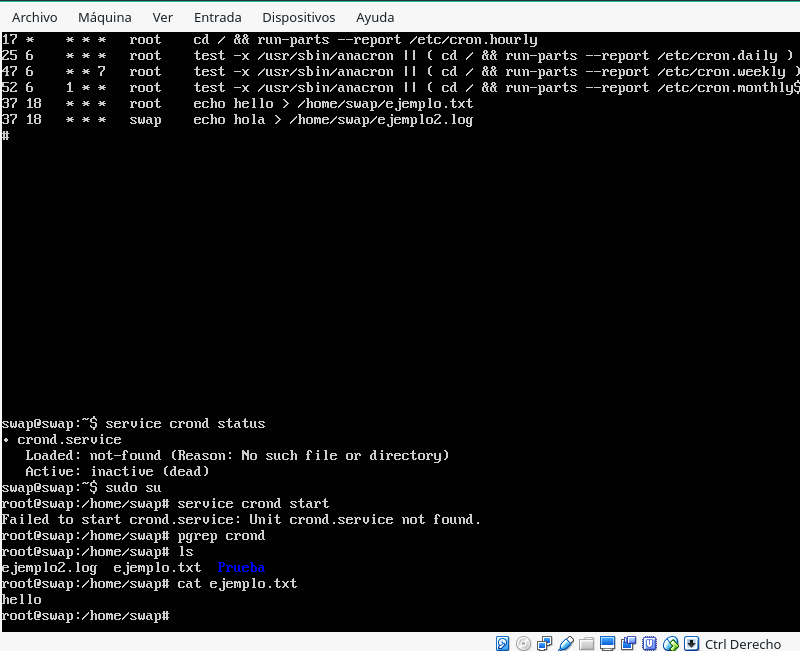 Archivo Máquina Ver Entrada Dispositivos Ayuda
17 *    * * *   root    cd / && run-parts --report /etc/cron.hourly
25 6    * * *   root    test -x /usr/sbin/anacron || ( cd / && run-parts --report /etc/cron.daily )
47 6    * * 7   root    test -x /usr/sbin/anacron || ( cd / && run-parts --report /etc/cron.weekly )
52 6    1 * *   root    test -x /usr/sbin/anacron || ( cd / && run-parts --report /etc/cron.monthly$
37 18   * * *   root    echo hello > /home/swap/ejemplo.txt
37 18   * * *   swap    echo hola > /home/swap/ejemplo2.log
#
swap@swap:~$ service crond status
• crond.service
   Loaded: not-found (Reason: No such file or directory)
   Active: inactive (dead)
swap@swap:~$ sudo su
root@swap:/home/swap# service crond start
Failed to start crond.service: Unit crond.service not found.
root@swap:/home/swap# pgrep crond
root@swap:/home/swap# ls
ejemplo2.log  ejemplo.txt  Prueba
root@swap:/home/swap# cat ejemplo.txt
hello
root@swap:/home/swap#
Ctrl Derecho